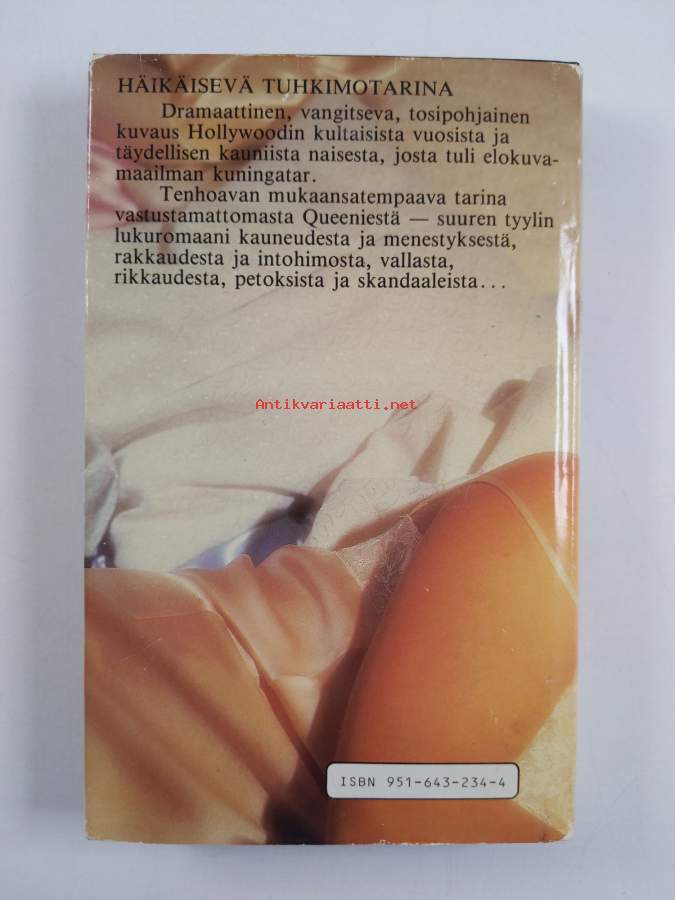 HÄIKÄISEVÄ TUHKIMOTARINA
Dramaattinen, vangitseva, tosipohjainen
kuvaus Hollywoodin kultaisista vuosista ja
täydellisen kauniista naisesta, josta tuli elokuva-
maailman kuningatar.
Tenhoavan mukaansatempaava tarina
vastustamattomasta Queeniestä — suuren tyylin
lukuromaani kauneudesta ja menestyksestä,
rakkaudesta ja intohimosta, vallasta,
rikkaudesta, petoksista ja skandaaleista...
Antikvariaatti.net
ISBN 951-643-234-4